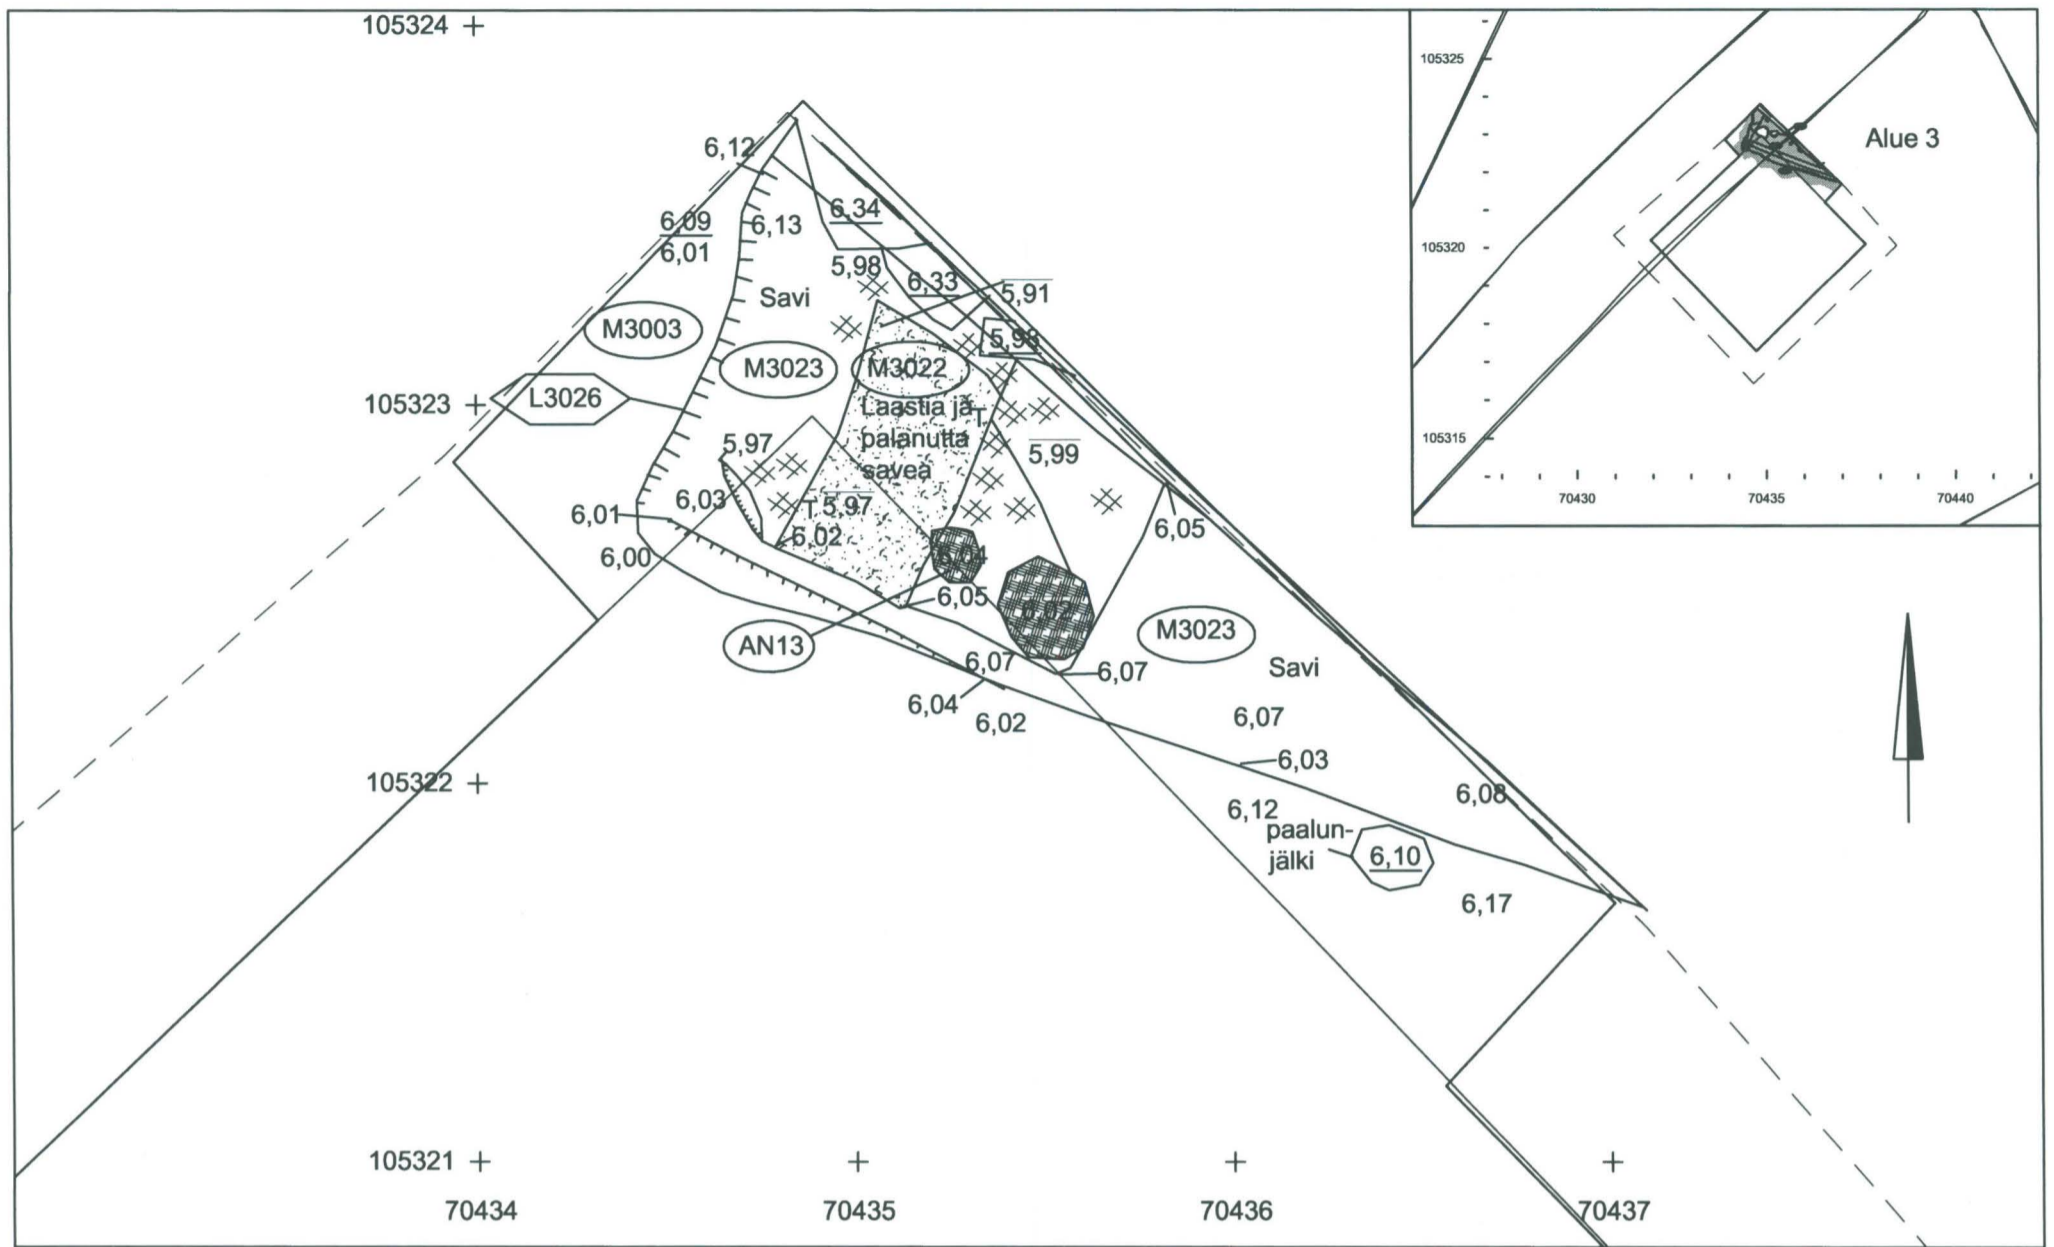 105324
105325
Alue 3
6,12
6,34
6,09
6,01
6,13
5,98
6,33
5,91
105320
Savi
M3003
5,98
M3023
M3022
L3026
105323
Laastia ja T
palanutta
savea
5,97
5,99
105315
70430
70435
70440
6,03
T 5,97
6,01
6,02
6,05
6,00
6,04
6,05
6,02
AN13
M3023
6,07
6,07
Savi
6,04
6,02
6,07
6,03
105322
6,08
6,12
paalun-
jälki
6,10
6,17
105321
70434
70435
70436
70437